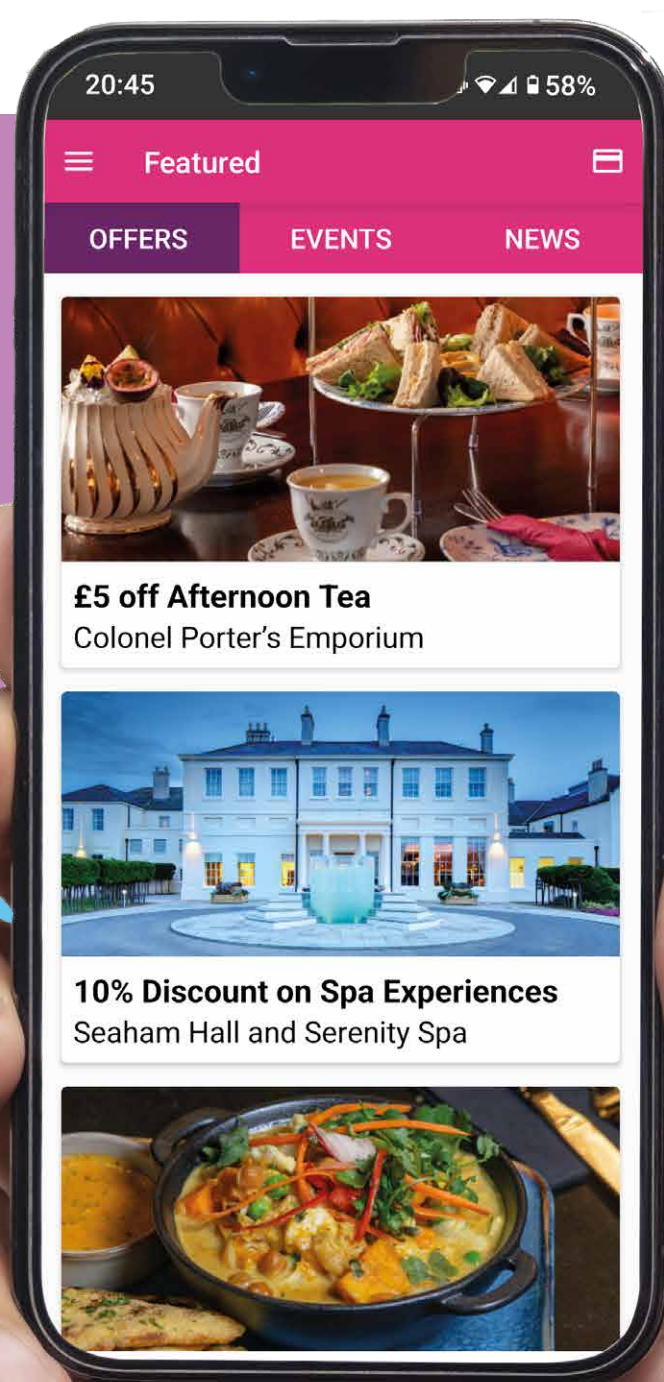 20:45
58%
Featured
OFFERS
EVENTS
NEWS
£5 off Afternoon Tea
Colonel Porter's Emporium
10% Discount on Spa Experiences
Seaham Hall and Serenity Spa